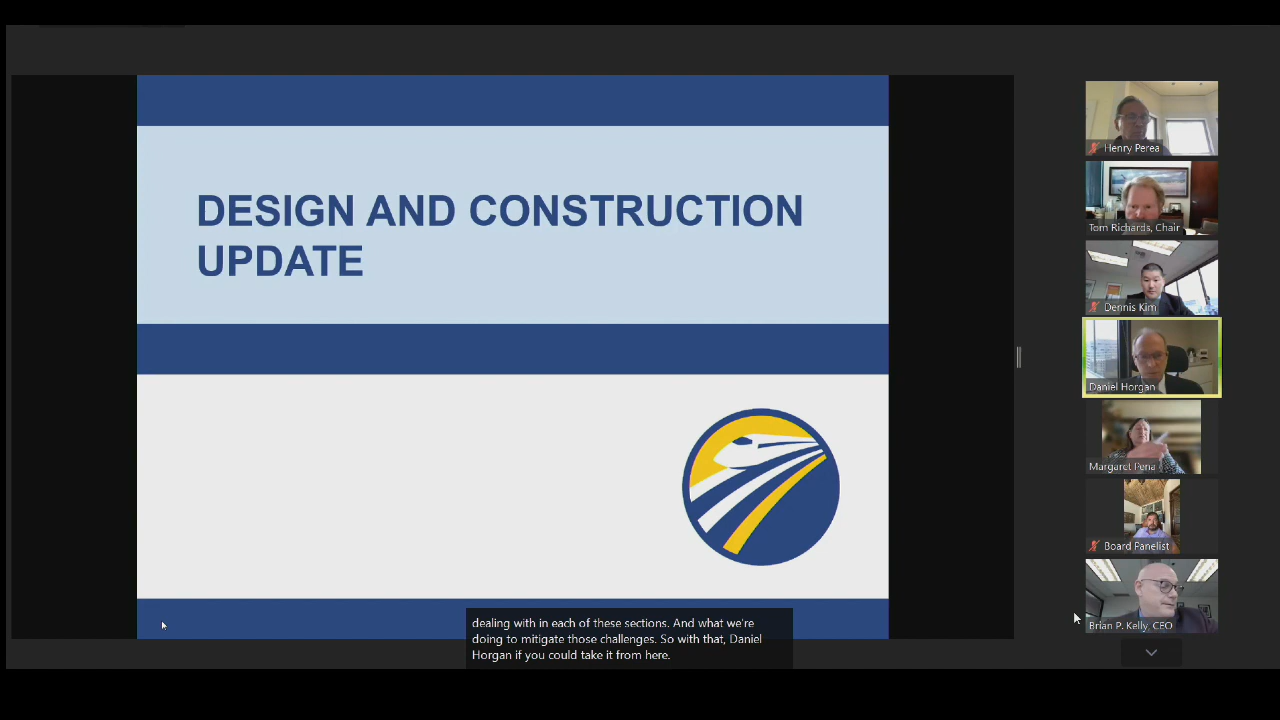 DESIGN AND CONSTRUCTION
UPDATE
dealing with in each of these sections. And what we're
doing to mitigate those challenges. So with that, Daniel
Horgan if you could take it from here.
Henry Perea
Tom Richards, Chair
Dennis Kim
Daniel Horgan
Margaret Pena
Board Panelist
Brian P. Kelly, CEO